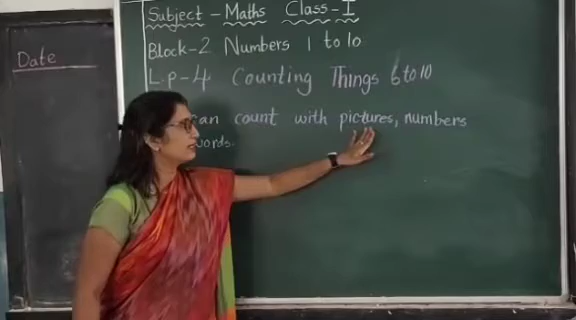 Date
Subject - Maths Class - I
Block-2 Numbers 1 to 10
L.p-4 Counting Things 6 to 10
can count with pictures, numbers
words.